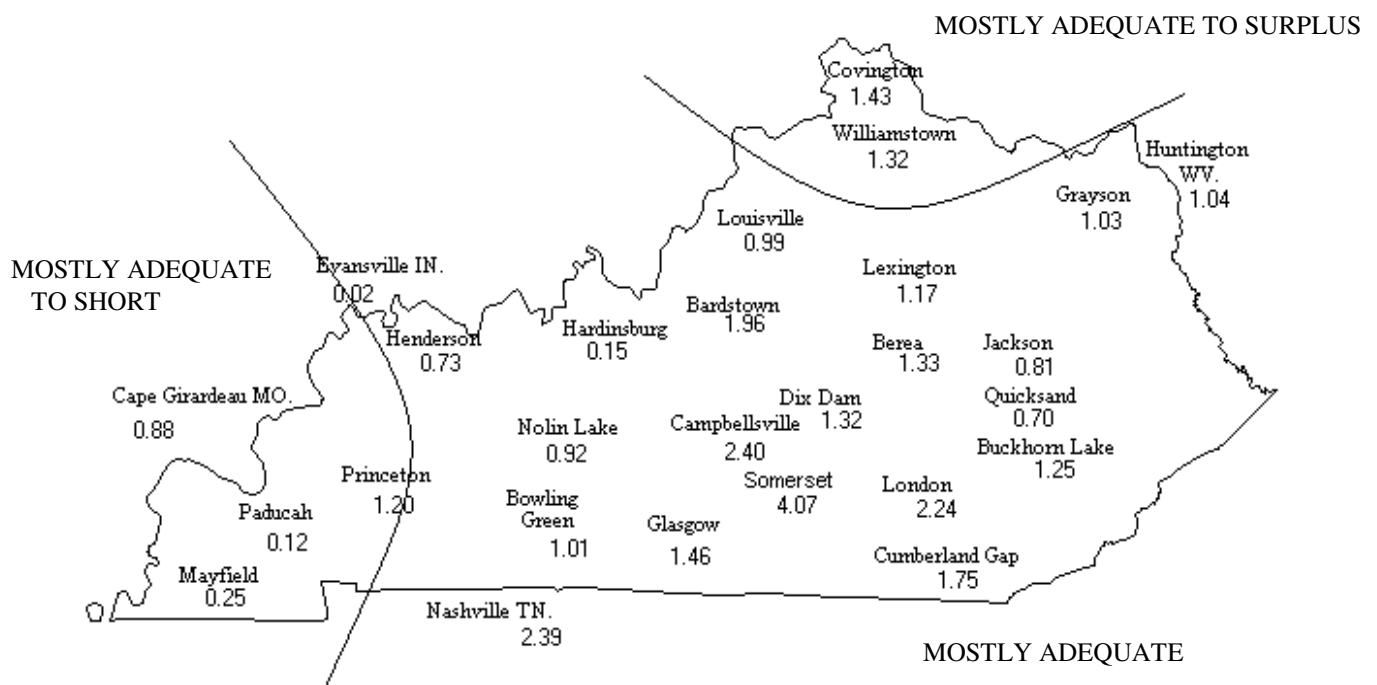 MOSTLY ADEQUATE TO SURPLUS
Covington
1.43
Williamstown
1.32
Huntington
WV.
1.04
Grayson
1.03
Louisville
0.99
MOSTLY ADEQUATE
TO SHORT
Evansville IN.
0.02
Lexington
1.17
Bardstown
1.96
Hardinsburg
0.15
Henderson
0.73
Berea
1.33
Jackson
0.81
Cape Girardeau MO.
0.88
Dix Dam
1.32
Quicksand
0.70
Nolin Lake
0.92
Campbellsville
2.40
Buckhorn Lake
1.25
Princeton
1.20
Somerset
4.07
London
2.24
Bowling
Green
1.01
Paducah
0.12
Glasgow
1.46
Cumberland Gap
1.75
Mayfield
0.25
Nashville TN.
2.39
MOSTLY ADEQUATE